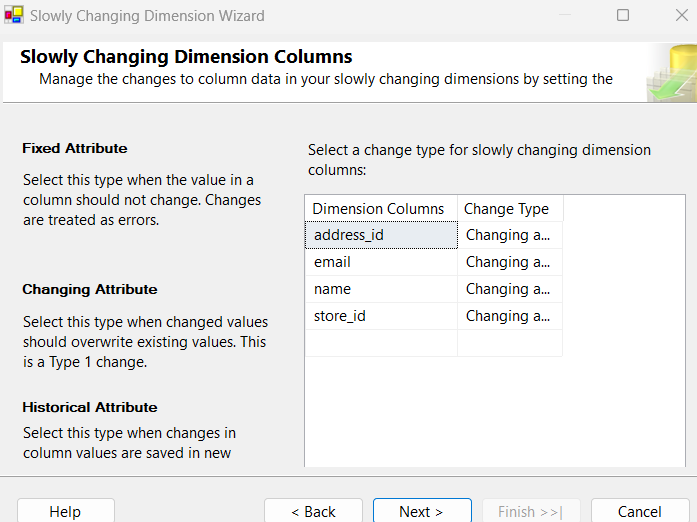 Slowly Changing Dimension Wizard
Slowly Changing Dimension Columns
Manage the changes to column data in your slowly changing dimensions by setting the
Fixed Attribute
Select this type when the value in a
column should not change. Changes
are treated as errors.
Changing Attribute
Select this type when changed values
should overwrite existing values. This
is a Type 1 change.
Historical Attribute
Select this type when changes in
column values are saved in new
Select a change type for slowly changing dimension
columns:
Dimension Columns Change Type
address_id Changing a...
email Changing a...
name Changing a...
store_id Changing a...
Help < Back Next > Finish >>| Cancel